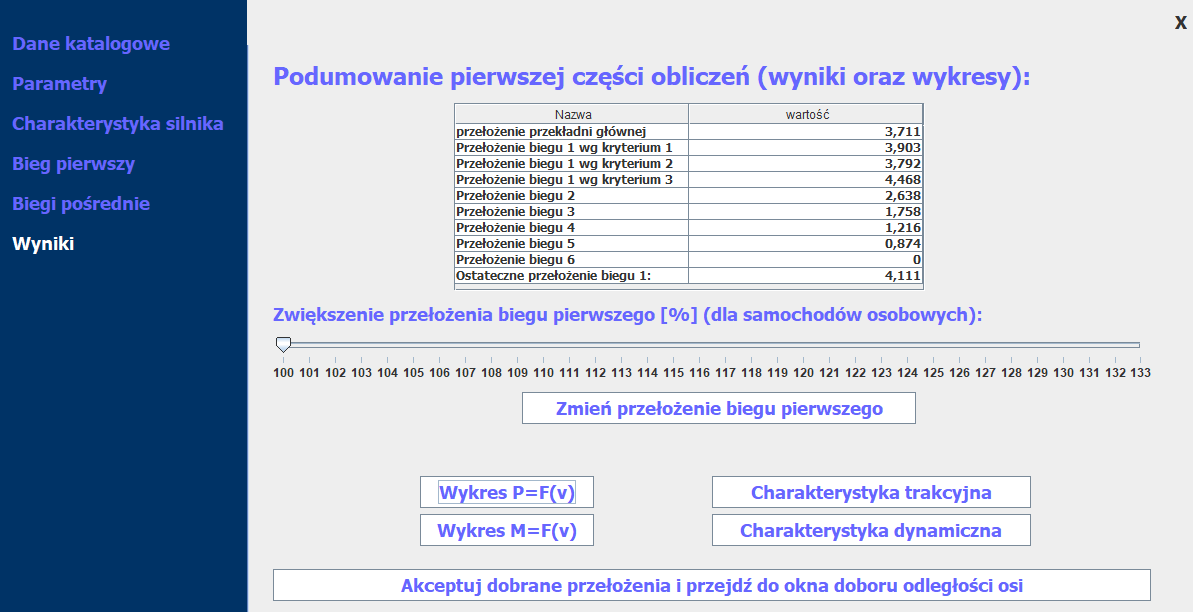 X
Dane katalogowe
Parametry
Charakterystyka silnika
Bieg pierwszy
Biegi pośrednie
Wyniki
Podumowanie pierwszej części obliczeń (wyniki oraz wykresy):
Nazwa wartość
przełożenie przekładni głównej 3,711
Przełożenie biegu 1 wg kryterium 1 3,903
Przełożenie biegu 1 wg kryterium 2 3,792
Przełożenie biegu 1 wg kryterium 3 4,468
Przełożenie biegu 2 2,638
Przełożenie biegu 3 1,758
Przełożenie biegu 4 1,216
Przełożenie biegu 5 0,874
Przełożenie biegu 6 0
Ostateczne przełożenie biegu 1: 4,111
Zwiększenie przełożenia biegu pierwszego [%] (dla samochodów osobowych):
100 101 102 103 104 105 106 107 108 109 110 111 112 113 114 115 116 117 118 119 120 121 122 123 124 125 126 127 128 129 130 131 132 133
Zmień przełożenie biegu pierwszego
Wykres P=F(v) Charakterystyka trakcyjna
Wykres M=F(v) Charakterystyka dynamiczna
Akceptuj dobrane przełożenia i przejdź do okna doboru odległości osi